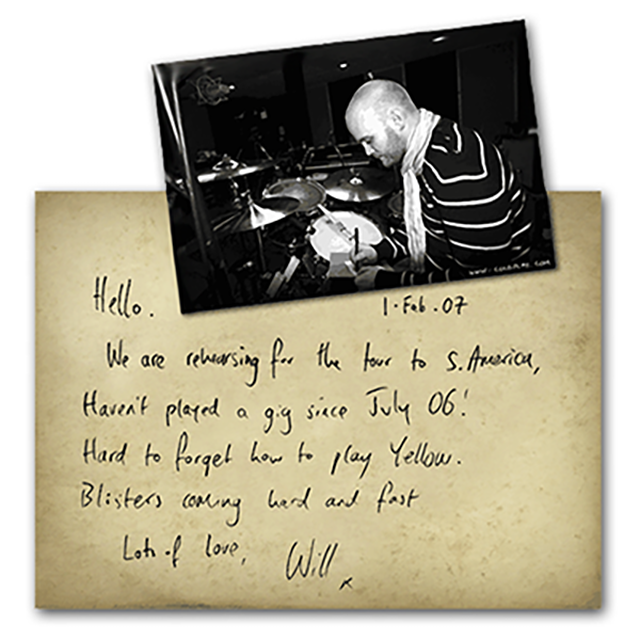 www.coldplay.com
Hello.
1. Feb. 07
We are rehearsing for the tour to S. America,
Haven't played a gig since July 06!
Hard to forget how to play Yellow.
Blisters coming hard and fast
Lots of love, Will x